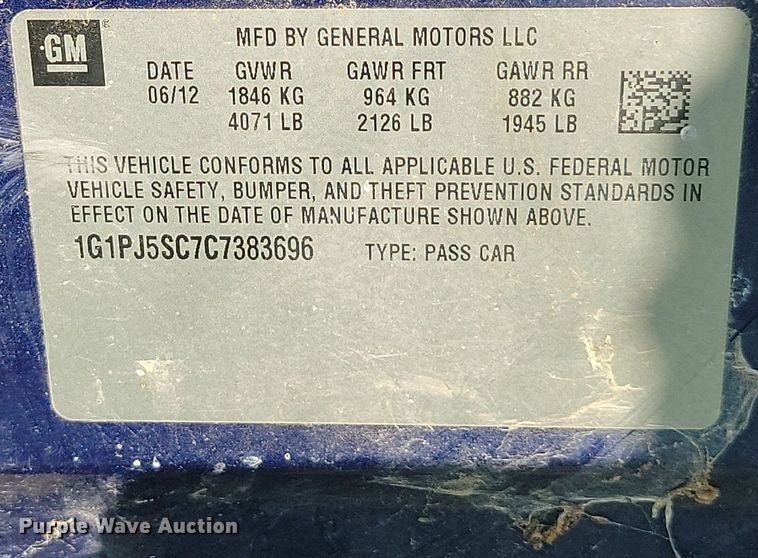 GM
MFD BY GENERAL MOTORS LLC
DATE GVWR GAWR FRT GAWR RR
06/12 1846 KG 964 KG 882 KG
4071 LB 2126 LB 1945 LB
THIS VEHICLE CONFORMS TO ALL APPLICABLE U.S. FEDERAL MOTOR
VEHICLE SAFETY, BUMPER, AND THEFT PREVENTION STANDARDS IN
EFFECT ON THE DATE OF MANUFACTURE SHOWN ABOVE.
1G1PJ5SC7C7383696 TYPE: PASS CAR
Purple Wave Auction